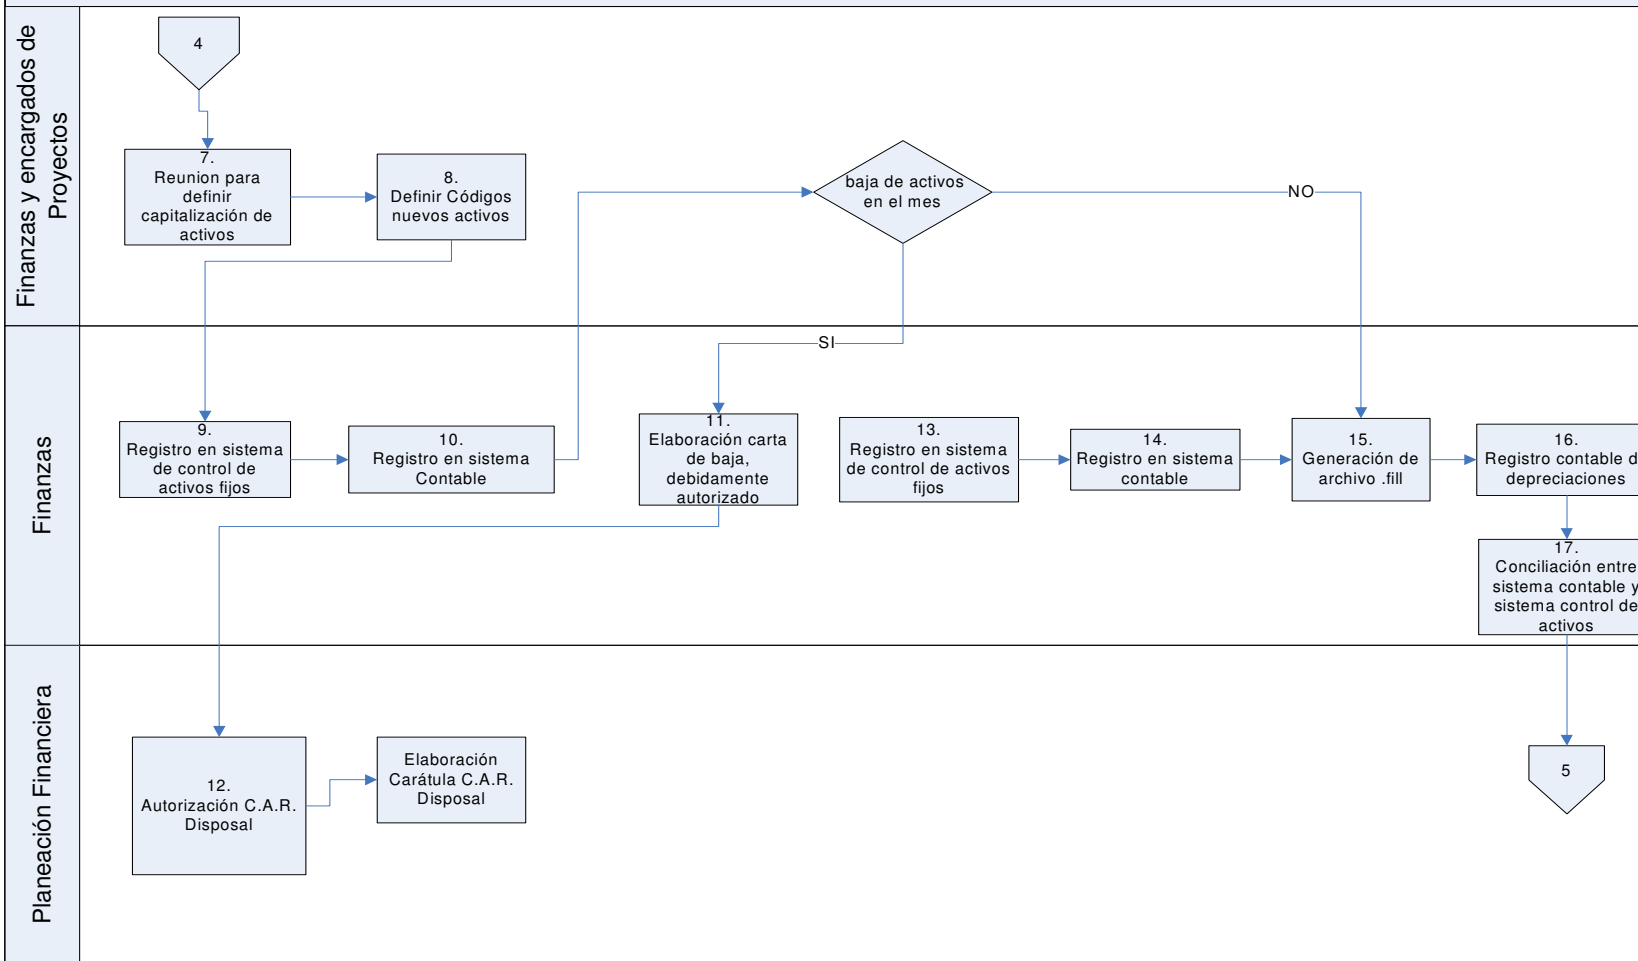 Finanzas y encargados de
Proyectos
4
7.
Reunion para
definir
capitalización de
activos
8.
Definir Códigos
nuevos activos
baja de activos
en el mes
NO
SI
Finanzas
9.
Registro en sistema
de control de
activos fijos
10.
Registro en sistema
Contable
11.
Elaboración carta
de baja,
debidamente
autorizado
13.
Registro en sistema
de control de activos
fijos
14.
Registro en sistema
contable
15.
Generación de
archivo .fill
16.
Registro contable d
depreciaciones
17.
Conciliación entre
sistema contable y
sistema control de
activos
Planeación Financiera
12.
Autorización C.A.R.
Disposal
Elaboración
Carátula C.A.R.
Disposal
5